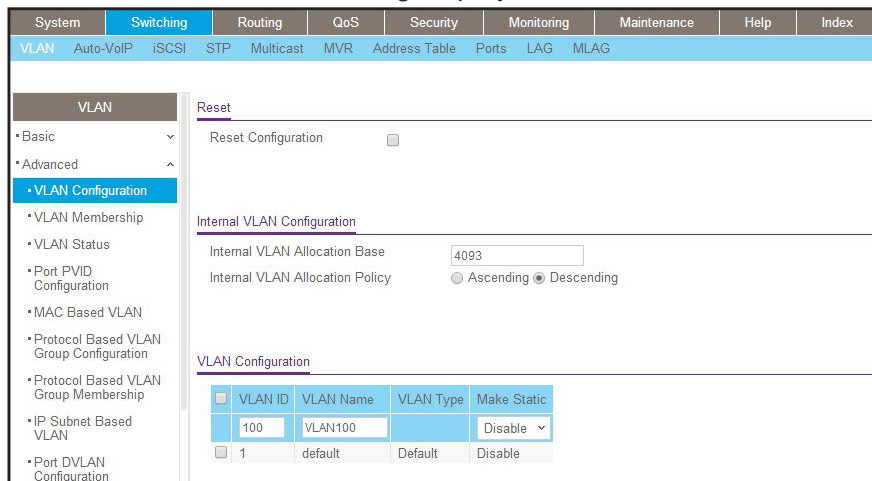 System Switching Routing QoS Security Monitoring Maintenance Help Index
VLAN Auto-VoIP iSCSI STP Multicast MVR Address Table Ports LAG MLAG
VLAN
Basic
Advanced
VLAN Configuration
VLAN Membership
VLAN Status
Port PVID
Configuration
MAC Based VLAN
Protocol Based VLAN
Group Configuration
Protocol Based VLAN
Group Membership
IP Subnet Based
VLAN
Port DVLAN
Configuration
Reset
Reset Configuration
Internal VLAN Configuration
Internal VLAN Allocation Base 4093
Internal VLAN Allocation Policy Ascending Descending
VLAN Configuration
VLAN ID VLAN Name VLAN Type Make Static
100 VLAN100 Disable
1 default Default Disable